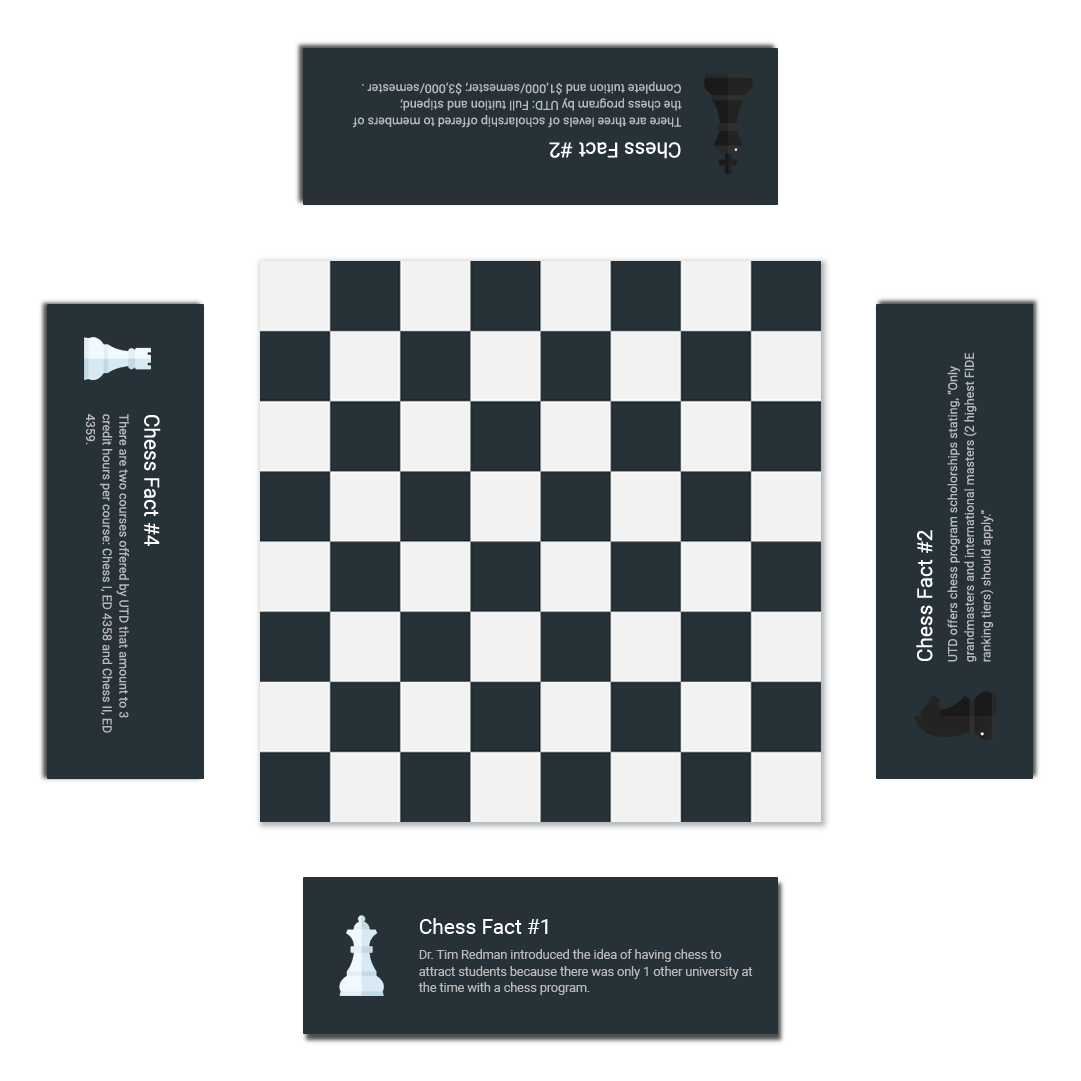 Chess Fact #2
There are three levels of scholarship offered to members of
the chess program by UTD: Full tuition and stipend;
Complete tuition and $1,000/semester; $3,000/semester .
Chess Fact #4
There are two courses offered by UTD that amount to 3
credit hours per course: Chess I, ED 4358 and Chess II, ED
4359.
Chess Fact #2
UTD offers chess program scholorships stating, “Only
grandmasters and international masters (2 highest FIDE
ranking tiers) should apply.”
Chess Fact #1
Dr. Tim Redman introduced the idea of having chess to
attract students because there was only 1 other university at
the time with a chess program.